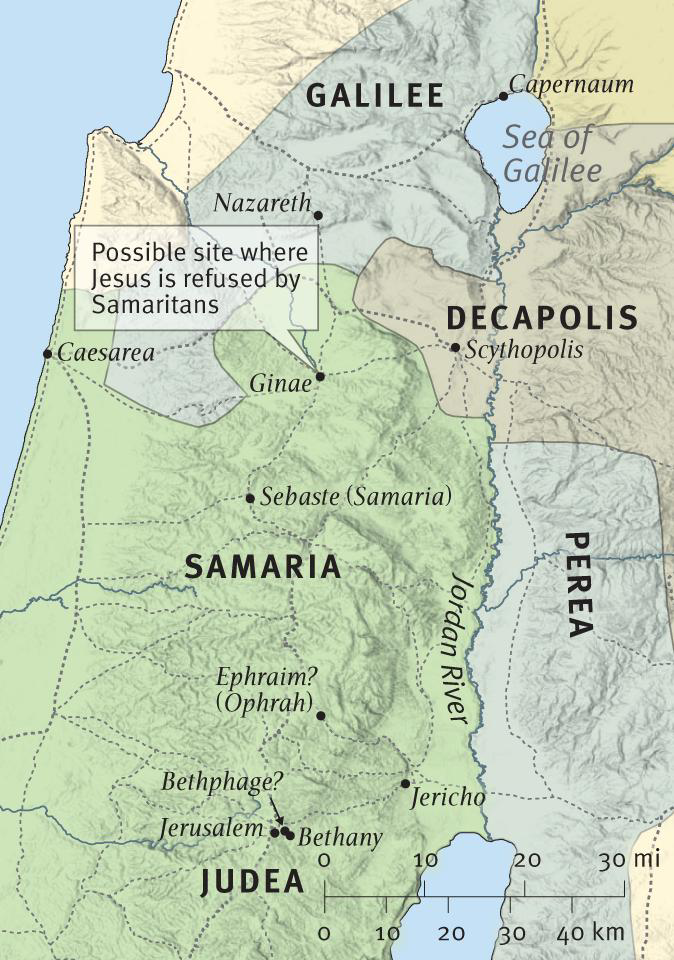 Capernaum
GALILEE
Sea of
Galilee
Nazareth
Possible site where
Jesus is refused by
Samaritans
DECAPOLIS
Scythopolis
Caesarea
Ginae
Sebaste (Samaria)
PEREA
SAMARIA
Jordan River
Ephraim?
(Ophrah)
Bethphage?
Jericho
Jerusalem
Bethany
JUDEA
0 10 20 30 mi
0 10 20 30 40 km